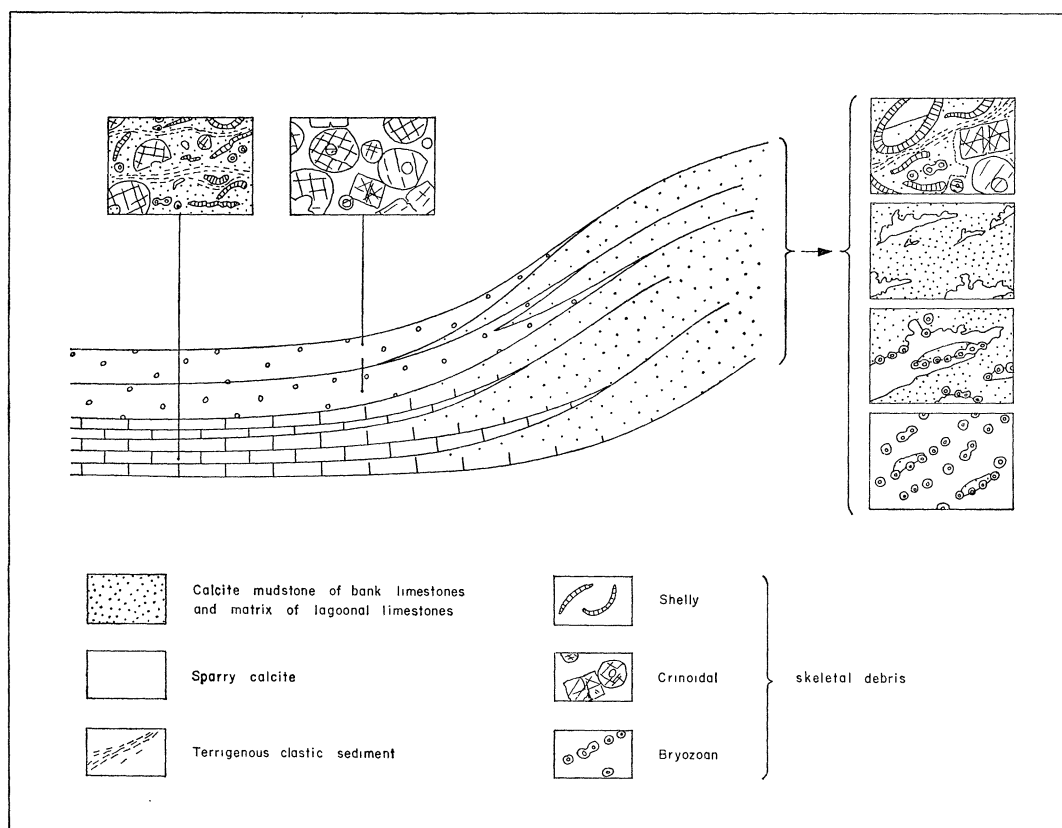 Calcite mudstone of bank limestones
and matrix of lagoonal limestones
Sparry calcite
Terrigenous clastic sediment
Shelly
Crinoidal
Bryozoan
skeletal debris